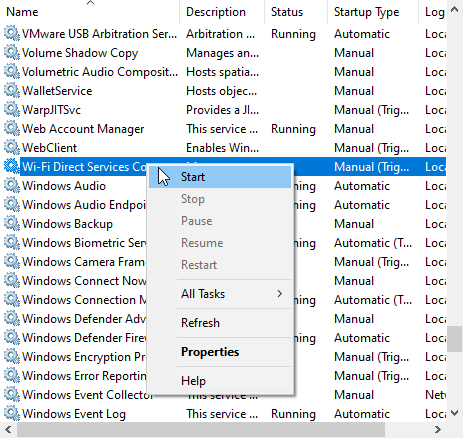 Name Description Status Startup Type Log
VMware USB Arbitration Ser... Arbitration ... Running Automatic Loca
Volume Shadow Copy Manages an... Manual Loca
Volumetric Audio Composit... Hosts spatia... Manual Loca
WalletService Hosts objec... Manual Loca
WarpJITSvc Provides a JI... Manual (Trig... Loca
Web Account Manager This service ... Running Manual Loca
WebClient Enables Win... Manual (Trig... Loca
Wi-Fi Direct Services Co Manual (Trig... Loca
Start
Windows Audio Automatic Loca
Stop
Windows Audio Endpoi Automatic Loca
Pause
Windows Backup Manual Loca
Resume
Windows Biometric Ser Automatic (T... Loca
Windows Camera Fram Manual (Trig... Loca
Restart
Windows Connect Now Manual Loca
All Tasks
Windows Connection M Automatic (T... Loca
Windows Defender Adv Manual Loca
Refresh
Windows Defender Fire Automatic Loca
Properties
Windows Encryption Pr Manual (Trig... Loca
Windows Error Reportin Manual (Trig... Loca
Help
Windows Event Collector This service ... Manual Netw
Windows Event Log This service ... Running Automatic Loca